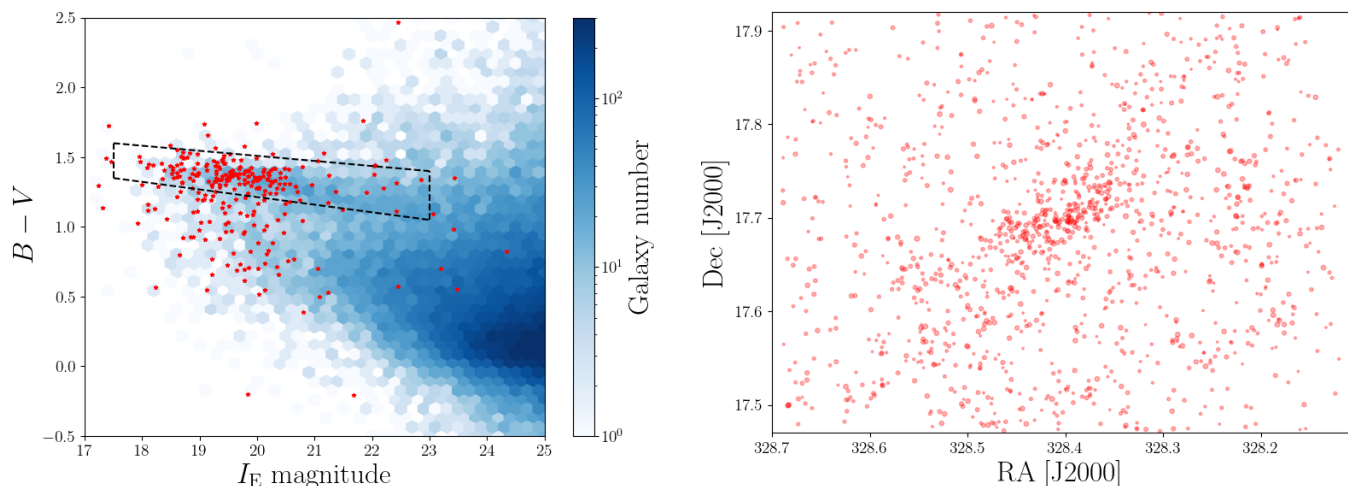 2.5
2.0
1.5
1.0
0.5
0.0
−0.5
B − V
17 18 19 20 21 22 23 24 25
I_E magnitude
10^2
10^1
10^0
Galaxy number
17.9
17.8
17.7
17.6
17.5
Dec [J2000]
328.7 328.6 328.5 328.4 328.3 328.2
RA [J2000]